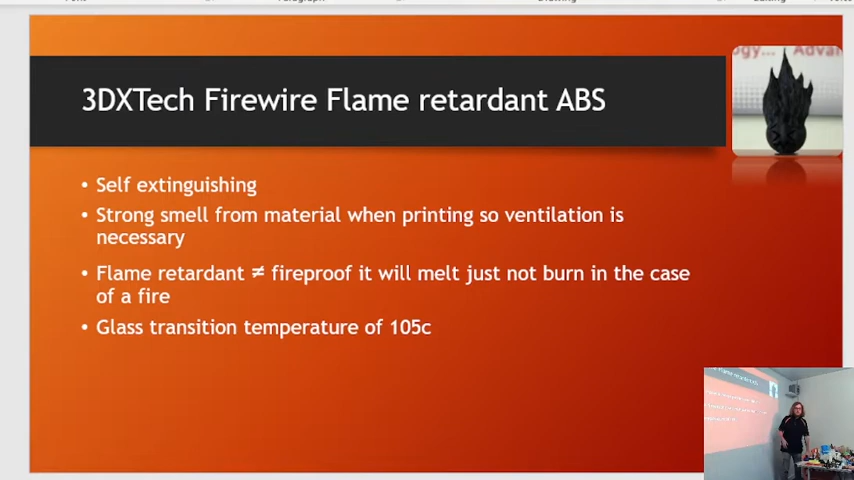 3DXTech Firewire Flame retardant ABS
• Self extinguishing
• Strong smell from material when printing so ventilation is
necessary
• Flame retardant ≠ fireproof it will melt just not burn in the case
of a fire
• Glass transition temperature of 105c